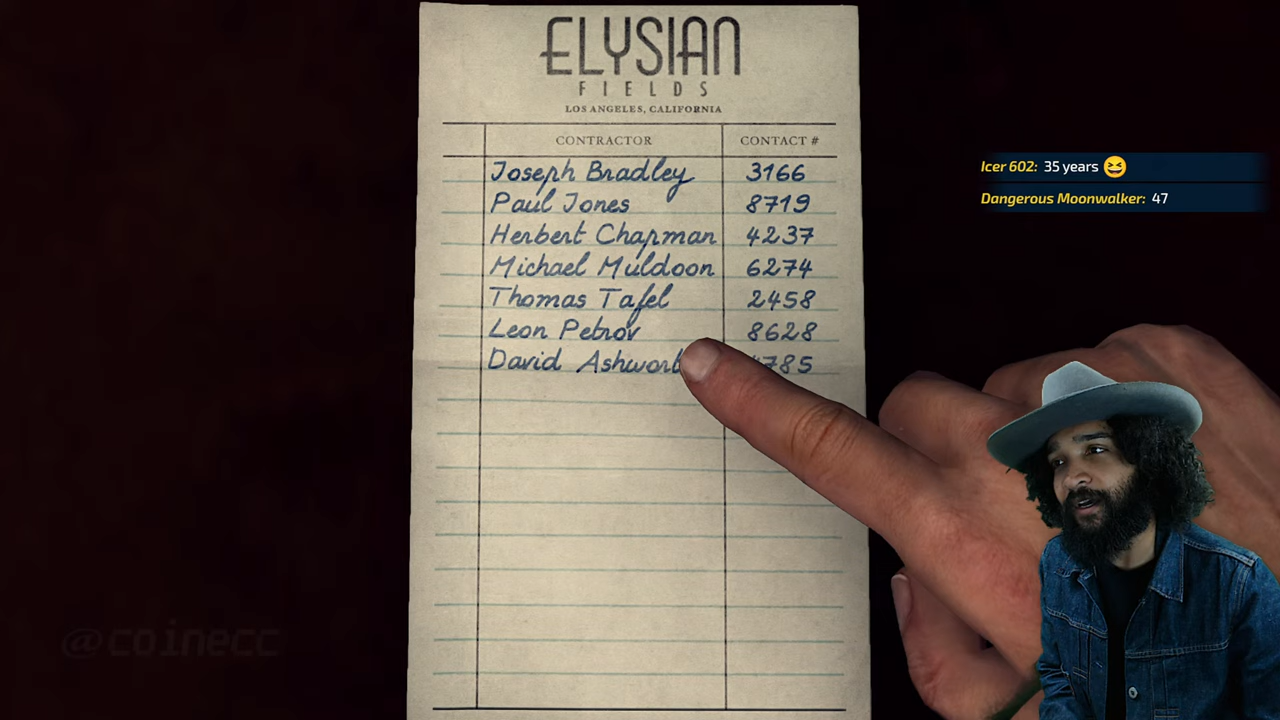 ELYSIAN
FIELDS
LOS ANGELES, CALIFORNIA
CONTRACTOR CONTACT #
Joseph Bradley 3166
Paul Jones 8719
Herbert Chapman 4237
Michael Muldoon 6274
Thomas Tafel 2458
Leon Petrov 8628
David
Icer 602: 35 years 😆
Dangerous Moonwalker: 47
@coinecc